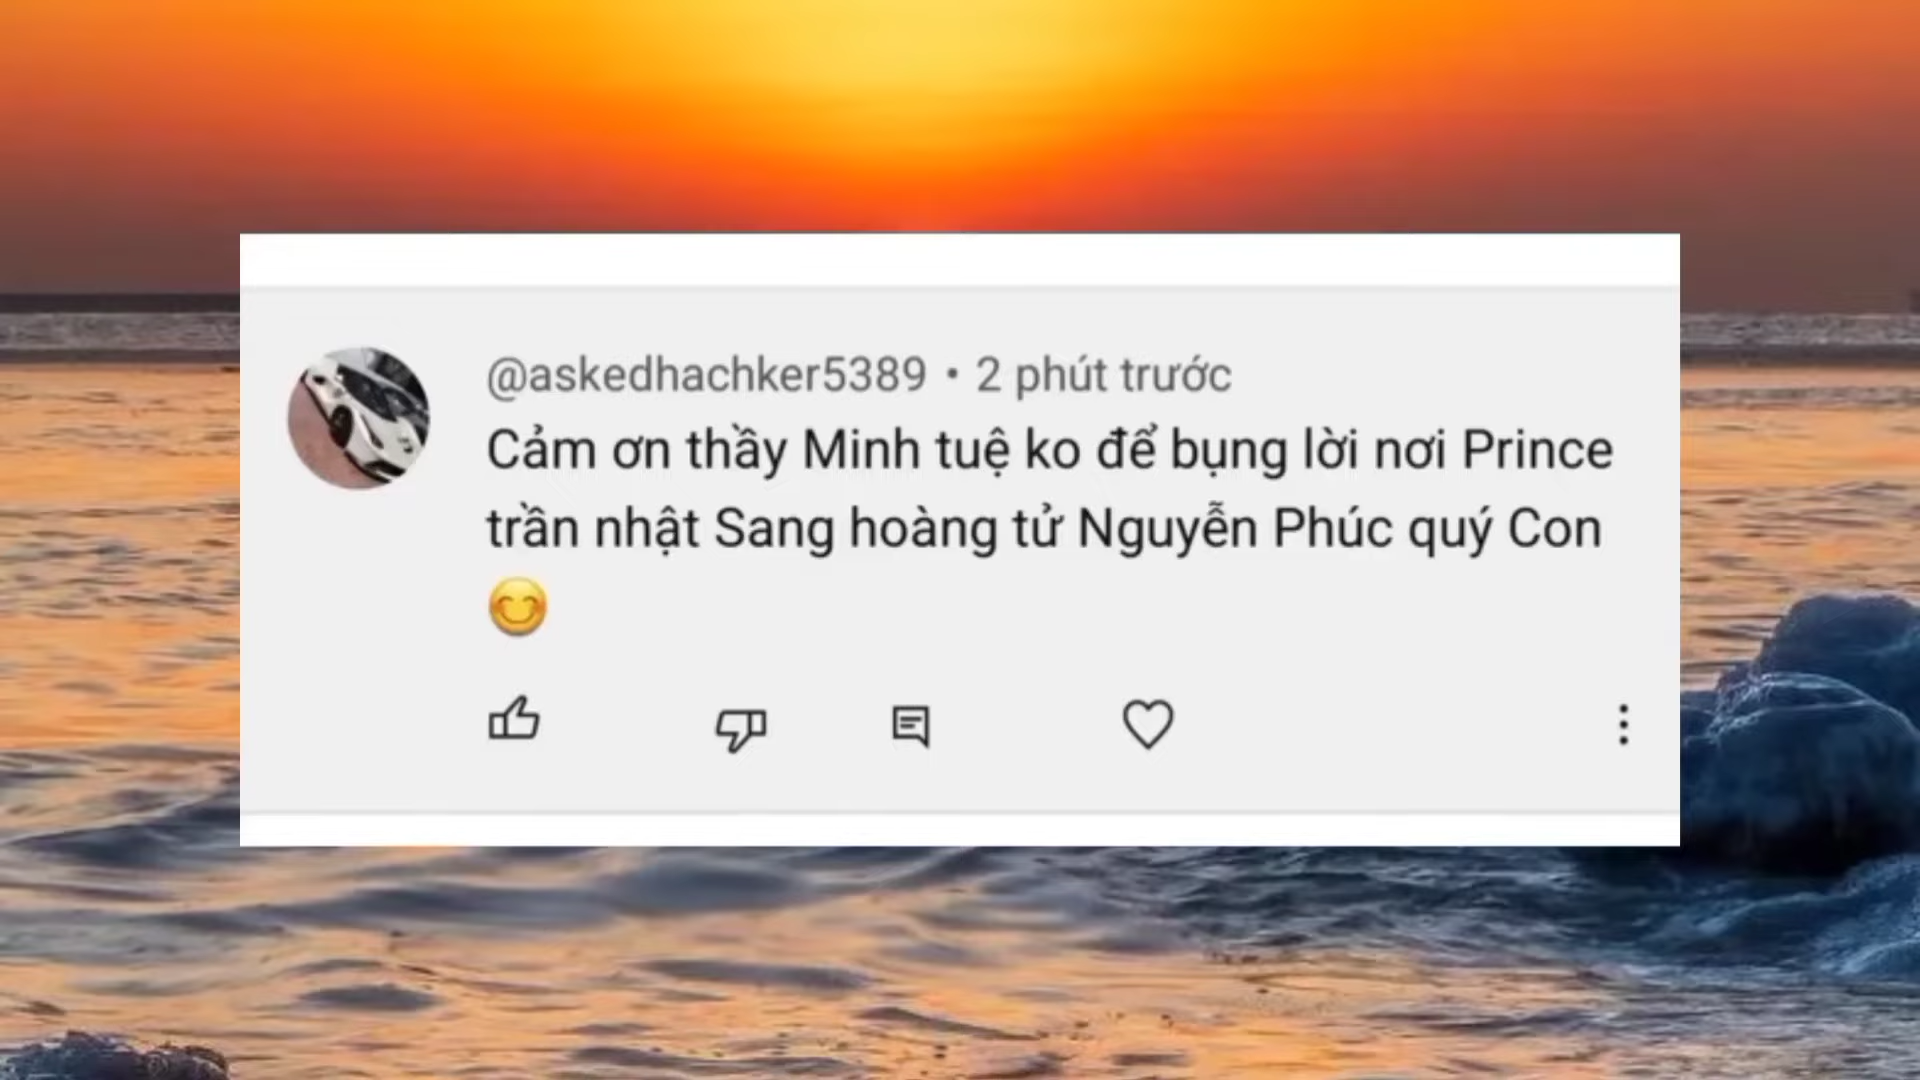 @askedhachker5389 • 2 phút trước
Cảm ơn thầy Minh tuệ ko để bụng lời nơi Prince
trần nhật Sang hoàng tử Nguyễn Phúc quý Con
😊